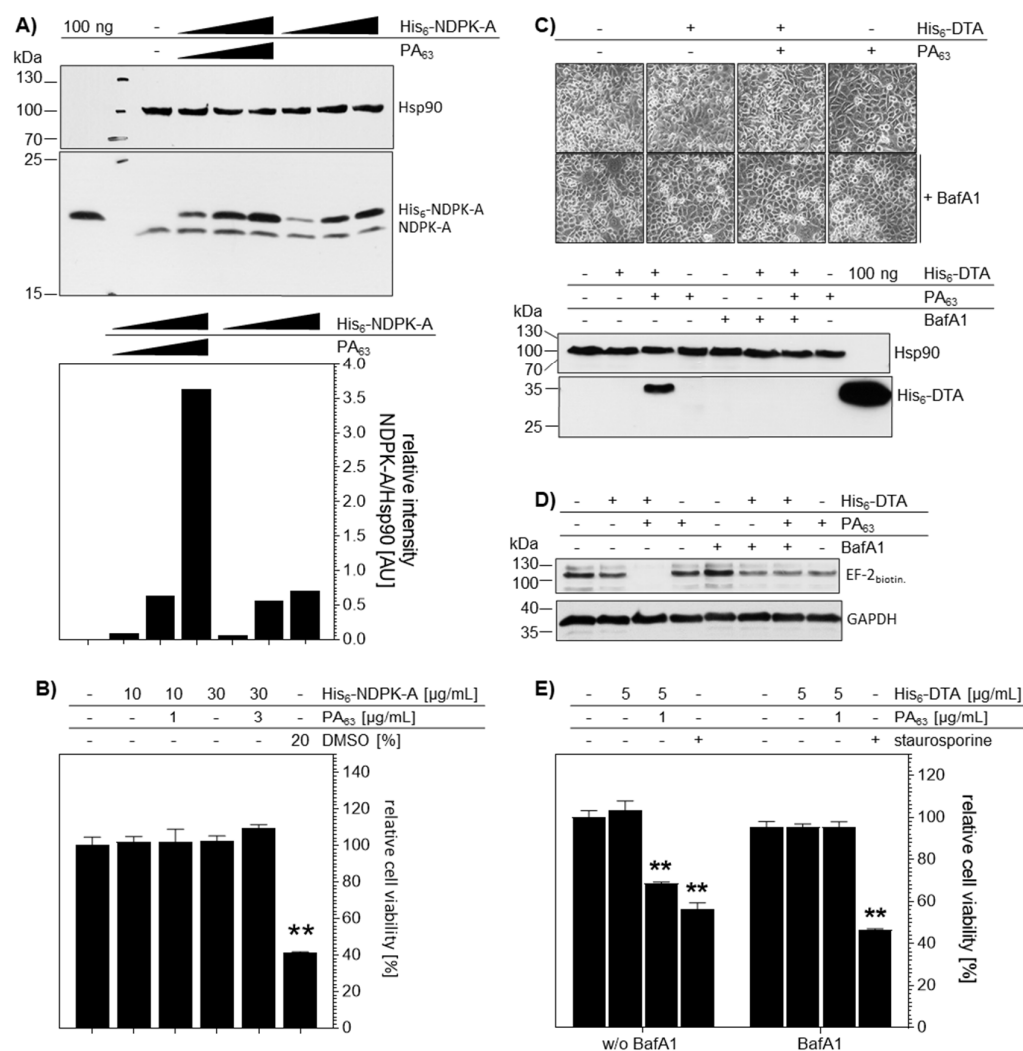 A)
100 ng - His6-NDPK-A
PA63
kDa
130
100
70
Hsp90
25
15
His6-NDPK-A
NDPK-A
His6-NDPK-A
PA63
4.0
3.5
3.0
2.5
2.0
1.5
1.0
0.5
0.0
relative intensity
NDPK-A/Hsp90 [AU]
B)
- 10 10 30 30 - His6-NDPK-A [µg/mL]
- - 1 - 3 - PA63 [µg/mL]
- - - - - 20 DMSO [%]
140
120
100
80
60
40
20
0
relative cell viability [%]
**
C)
- + + - His6-DTA
- - + + PA63
+ BafA1
- + + - - + + - 100 ng His6-DTA
- - + + - - + + PA63
- - - - + + + - BafA1
kDa
130
100
70
Hsp90
35
25
His6-DTA
D)
- + + - - + + - His6-DTA
- - + + - - + + PA63
- - - - + + + - BafA1
kDa
130
100
EF-2biotin.
40
35
GAPDH
E)
- 5 5 - - 5 5 - His6-DTA [µg/mL]
- - 1 - - - 1 - PA63 [µg/mL]
- - - + - - - + staurosporine
120
100
80
60
40
20
0
relative cell viability [%]
** ** **
w/o BafA1 BafA1